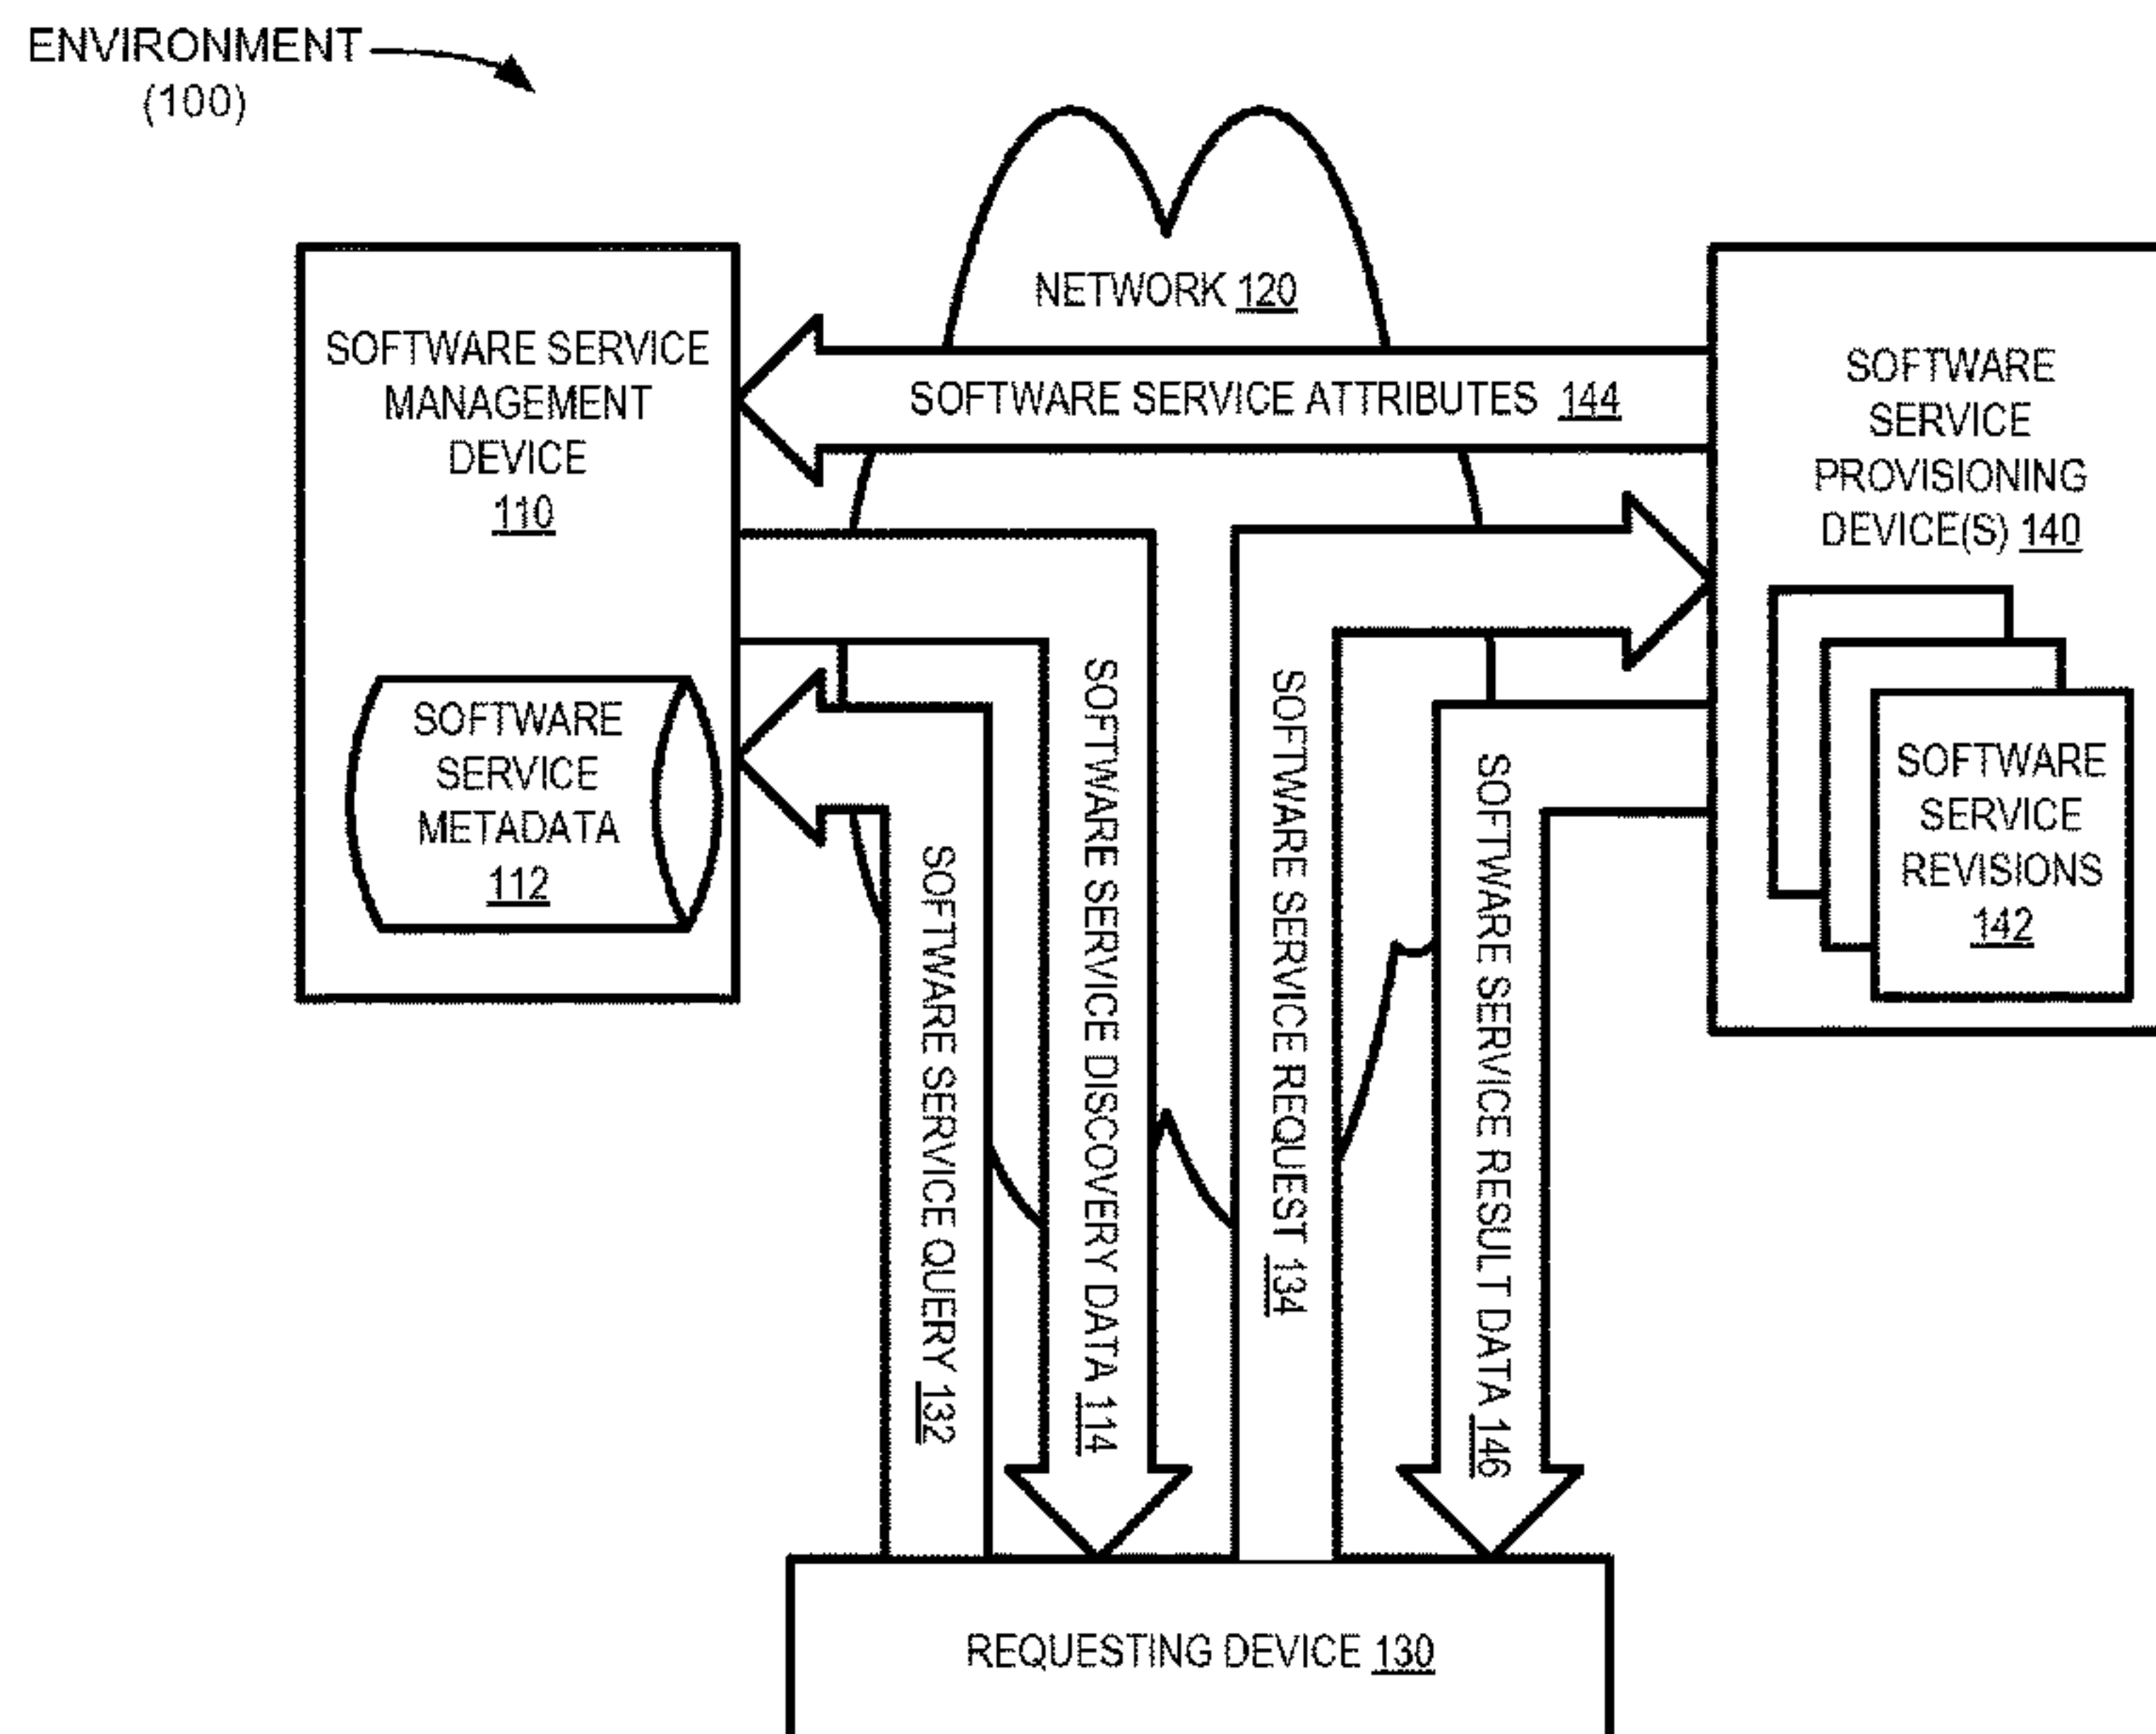 ENVIRONMENT
(100)
NETWORK 120
SOFTWARE SERVICE
MANAGEMENT
DEVICE
110
SOFTWARE SERVICE ATTRIBUTES 144
SOFTWARE
SERVICE
PROVISIONING
DEVICE(S) 140
SOFTWARE
SERVICE
METADATA
112
SOFTWARE SERVICE QUERY 132
SOFTWARE SERVICE DISCOVERY DATA 114
SOFTWARE SERVICE REQUEST 134
SOFTWARE SERVICE RESULT DATA 146
SOFTWARE
SERVICE
REVISIONS
142
REQUESTING DEVICE 130